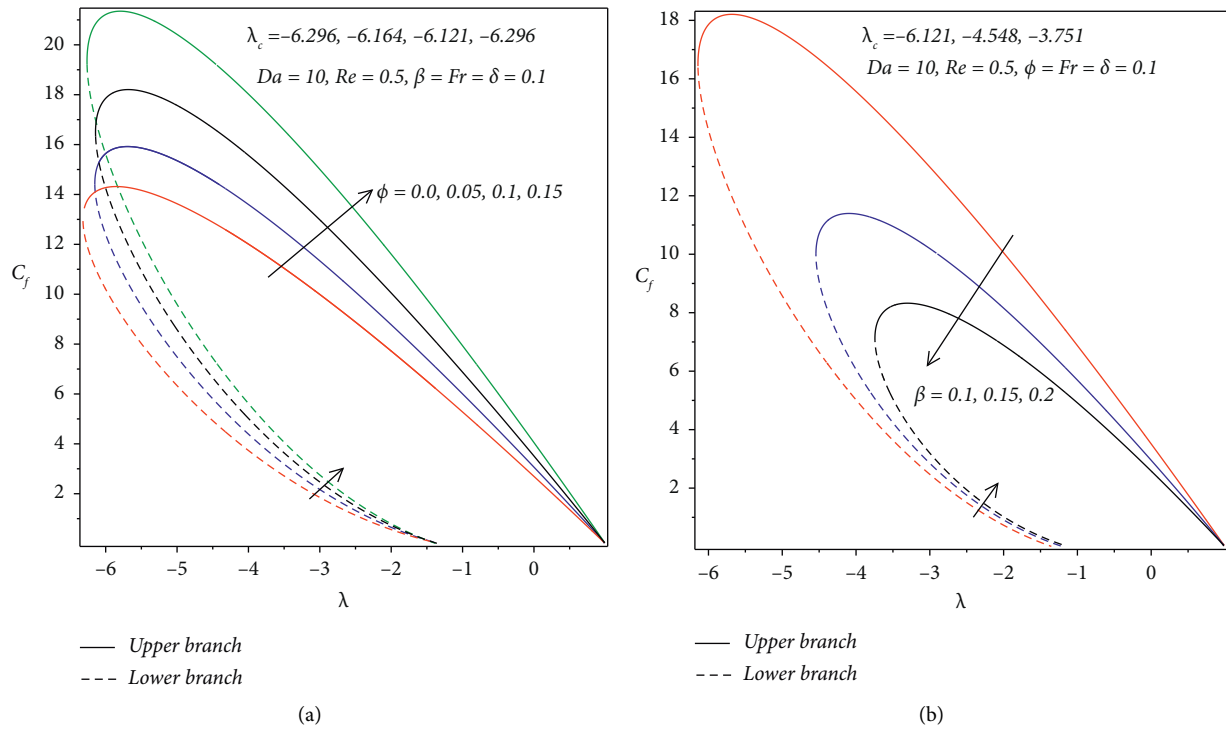 λc =–6.296, –6.164, –6.121, –6.296
Da = 10, Re = 0.5, β = Fr = δ = 0.1
ϕ = 0.0, 0.05, 0.1, 0.15
20
18
16
14
12
10
8
6
4
2
Cf
–6
–5
–4
–3
–2
–1
0
λ
Upper branch
Lower branch
(a)
λc =–6.121, –4.548, –3.751
Da = 10, Re = 0.5, ϕ = Fr = δ = 0.1
β = 0.1, 0.15, 0.2
18
16
14
12
10
8
6
4
2
Cf
–6
–5
–4
–3
–2
–1
0
λ
Upper branch
Lower branch
(b)